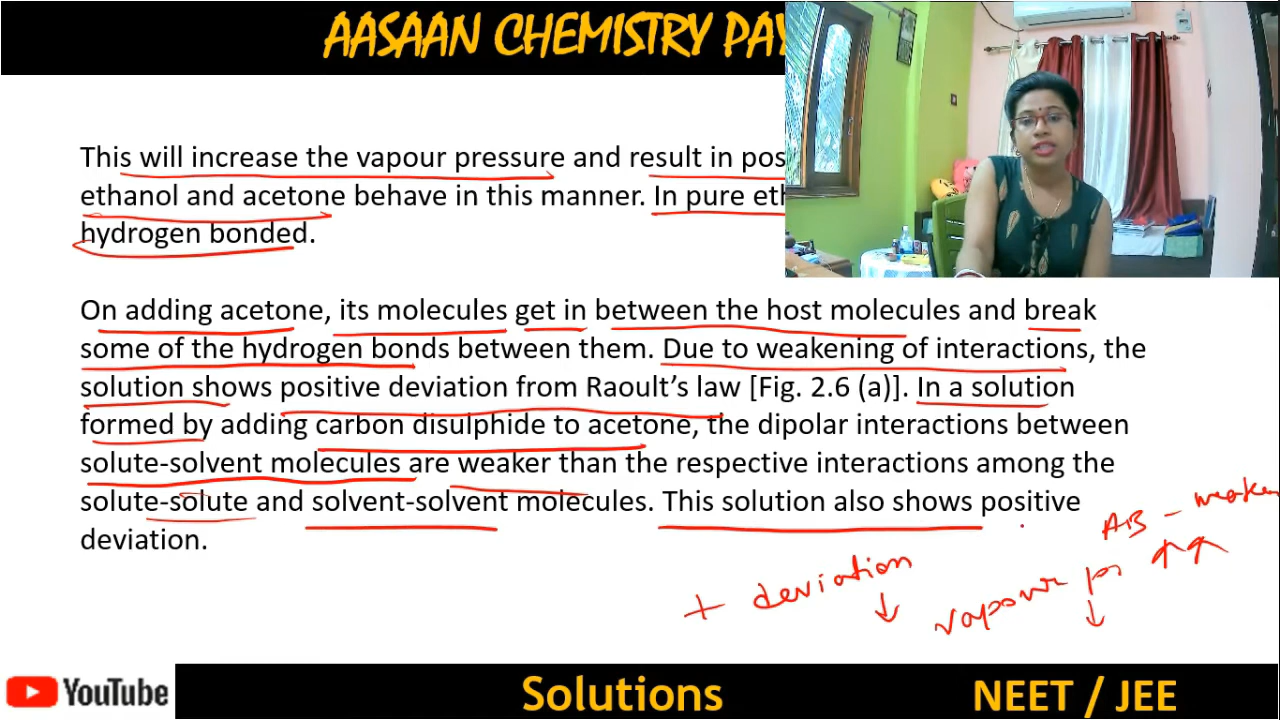 AASAAN CHEMISTRY PAY
This will increase the vapour pressure and result in pos
ethanol and acetone behave in this manner. In pure eth
hydrogen bonded.
On adding acetone, its molecules get in between the host molecules and break
some of the hydrogen bonds between them. Due to weakening of interactions, the
solution shows positive deviation from Raoult’s law [Fig. 2.6 (a)]. In a solution
formed by adding carbon disulphide to acetone, the dipolar interactions between
solute-solvent molecules are weaker than the respective interactions among the
solute-solute and solvent-solvent molecules. This solution also shows positive
deviation.
AB – weaker
+ deviation ↓ vapour pr ↑↑
↓
YouTube Solutions NEET / JEE